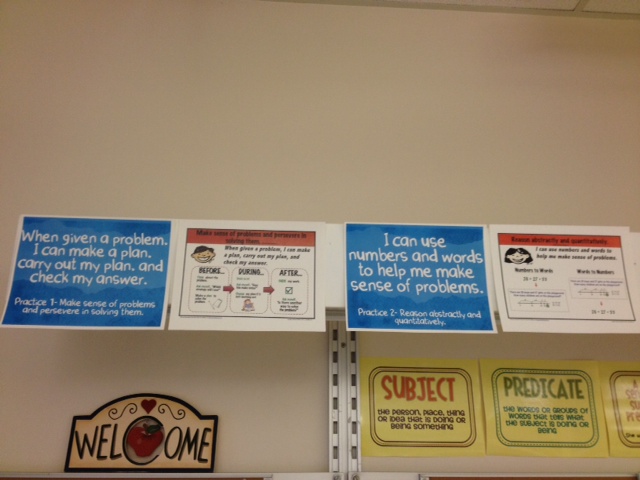 When given a problem.
I can make a plan.
carry out my plan. and
check my answer.
Practice 1- Make sense of problems
and persevere in solving them.
Make sense of problems and persevere in
solving them
When given a problem, I can make
a plan, carry out my plan, and
check my answer.
BEFORE...
DURING...
AFTER...
I can use
numbers and words
to help me make
sense of problems.
Practice 2- Reason abstractly and
quantitatively.
Reason abstractly and quantitatively
I can use numbers and words to
help me make sense of problems.
Numbers to Words
Words to Numbers
WELCOME
SUBJECT
the person, place, thing
or idea that is doing or
being something
PREDICATE
the words or groups of
words that tells what
the subject is doing or
being